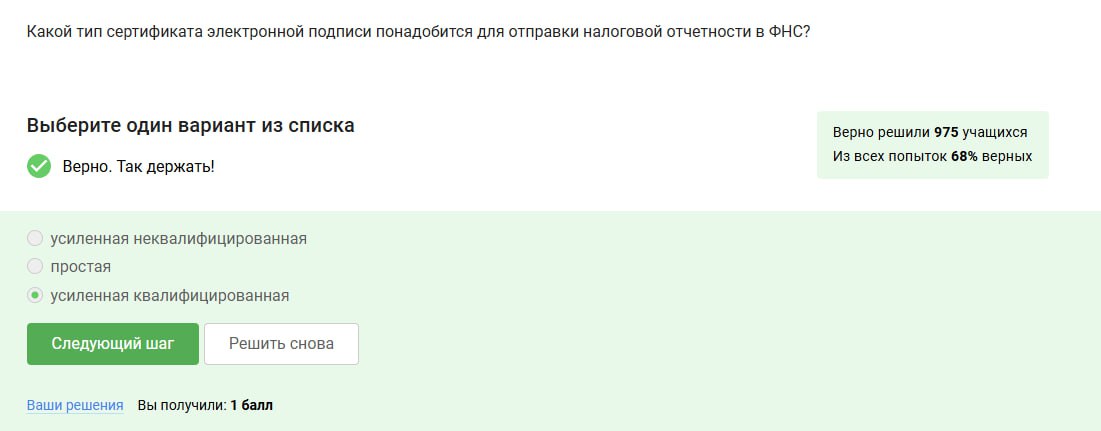 Какой тип сертификата электронной подписи понадобится для отправки налоговой отчетности в ФНС?
Выберите один вариант из списка
Верно. Так держать!
Верно решили 975 учащихся
Из всех попыток 68% верных
усиленная неквалифицированная
простая
усиленная квалифицированная
Следующий шаг
Решить снова
Ваши решения
Вы получили: 1 балл